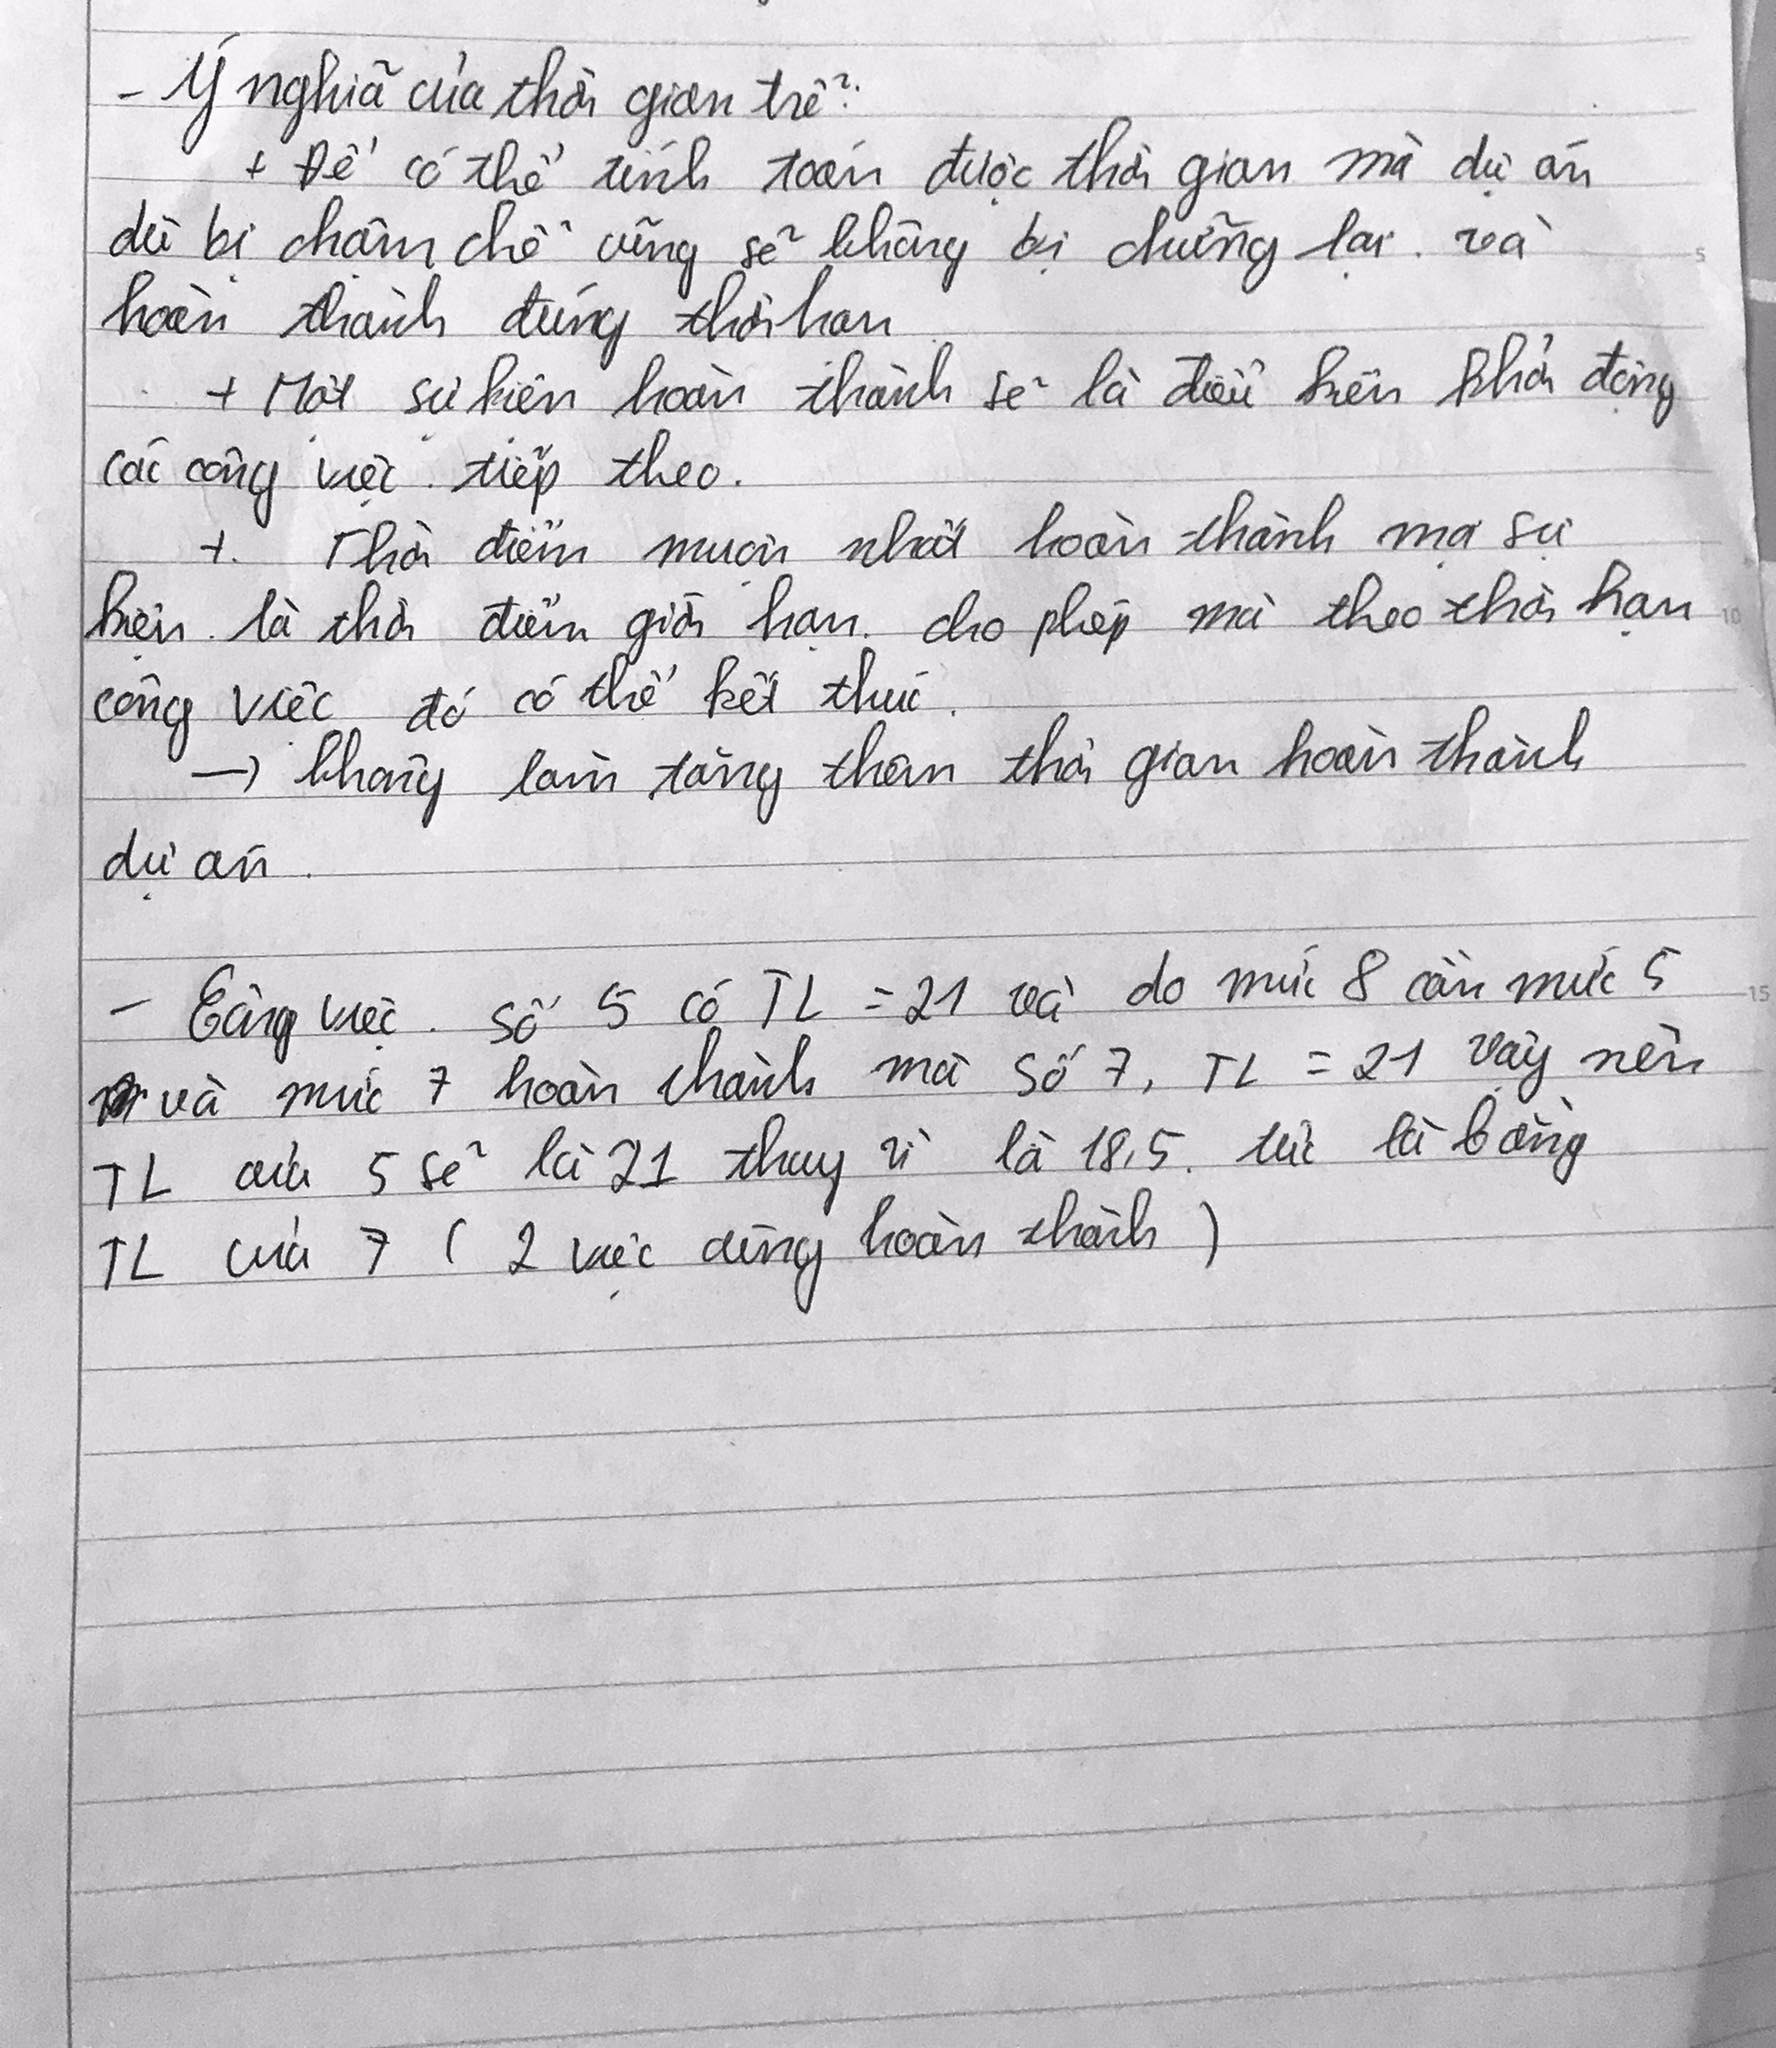 - Ý nghĩa của thời gian trễ:
+ Để có thể tính toán được thời gian mà dự án
dù bị chậm chễ cũng sẽ không bị chững lại. và
hoàn thành đúng thời hạn
+ Một sự kiện hoàn thành sẽ là điều kiện khởi động
các công việc tiếp theo.
+. Thời điểm muộn nhất hoàn thành sự
kiện. là thời điểm giới hạn. cho phép mà theo thời hạn
công việc đó có thể kết thúc.
→ không làm tăng thêm thời gian hoàn thành
dự án.
- Công việc. số 5 có TL = 21 và do mức 8 cần mức 5
và mức 7 hoàn thành mà số 7, TL = 21 vậy nên
TL của 5 sẽ là 21 thay vì là 18,5. tức là bằng
TL của 7 ( 2 việc cùng hoàn thành )
5
10
15